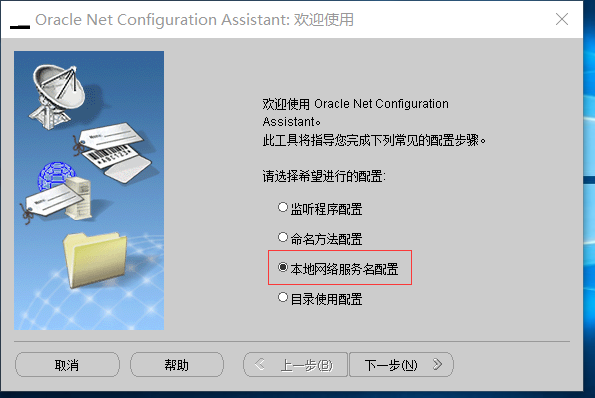 Oracle Net Configuration Assistant: 欢迎使用
欢迎使用 Oracle Net Configuration
Assistant。
此工具将指导您完成下列常见的配置步骤。
请选择希望进行的配置:
监听程序配置
命名方法配置
本地网络服务名配置
目录使用配置
取消
帮助
上一步(B)
下一步(N)